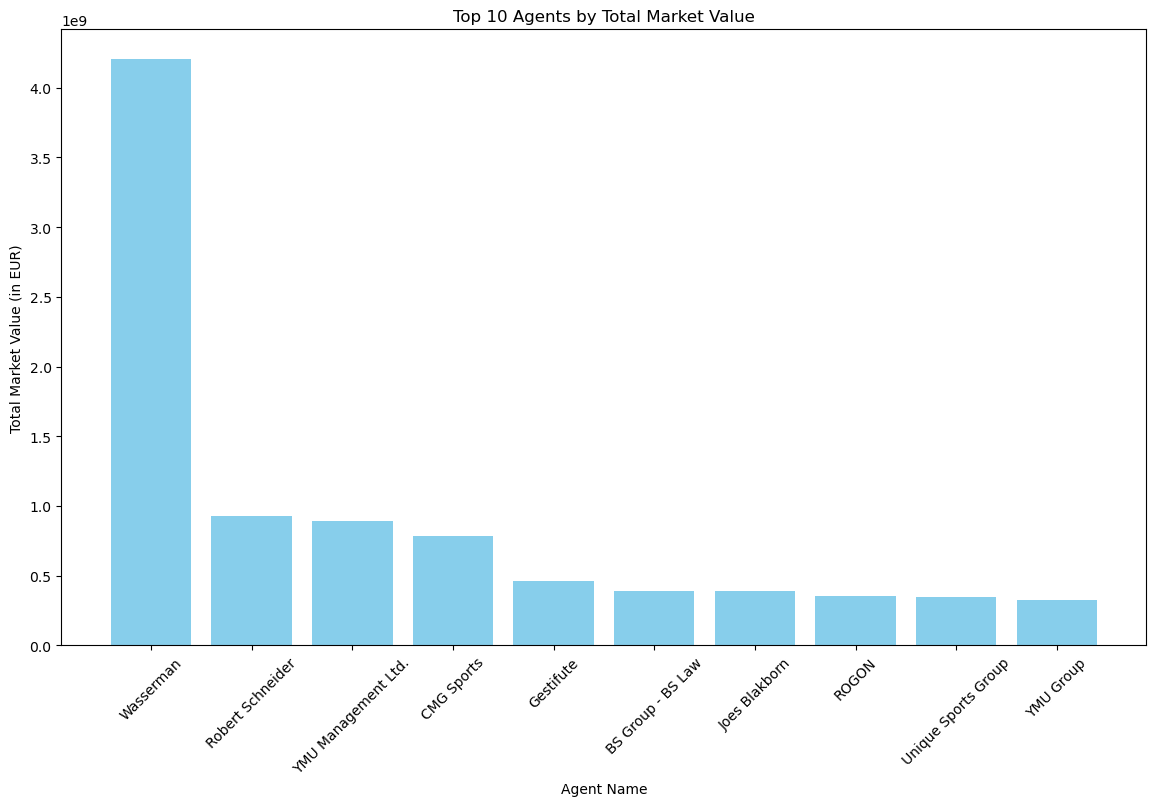 Top 10 Agents by Total Market Value
1e9
Total Market Value (in EUR)
4.0
3.5
3.0
2.5
2.0
1.5
1.0
0.5
0.0
Wasserman
Robert Schneider
YMU Management Ltd.
CMG Sports
Gestifute
BS Group - BS Law
Joes Blakborn
ROGON
Unique Sports Group
YMU Group
Agent Name